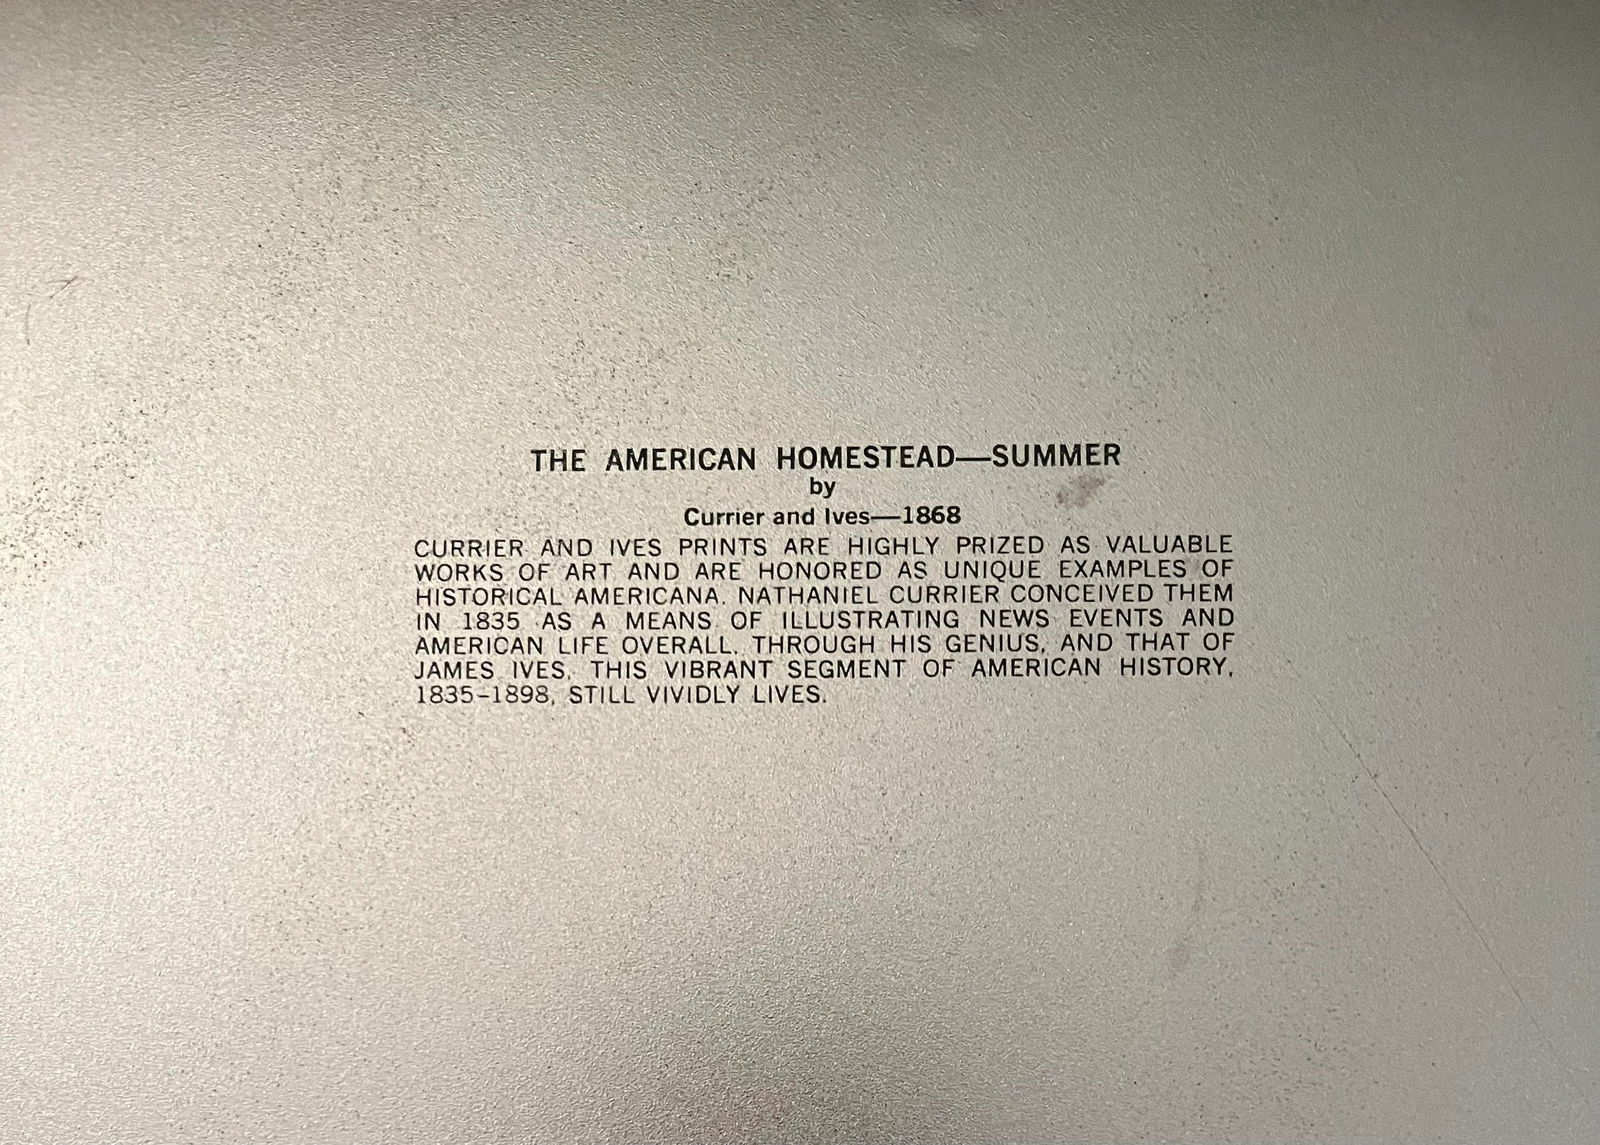 THE AMERICAN HOMESTEAD—SUMMER
by
Currier and Ives—1868
CURRIER AND IVES PRINTS ARE HIGHLY PRIZED AS VALUABLE
WORKS OF ART AND ARE HONORED AS UNIQUE EXAMPLES OF
HISTORICAL AMERICANA. NATHANIEL CURRIER CONCEIVED THEM
IN 1835 AS A MEANS OF ILLUSTRATING NEWS EVENTS AND
AMERICAN LIFE OVERALL. THROUGH HIS GENIUS, AND THAT OF
JAMES IVES, THIS VIBRANT SEGMENT OF AMERICAN HISTORY,
1835-1898, STILL VIVIDLY LIVES.